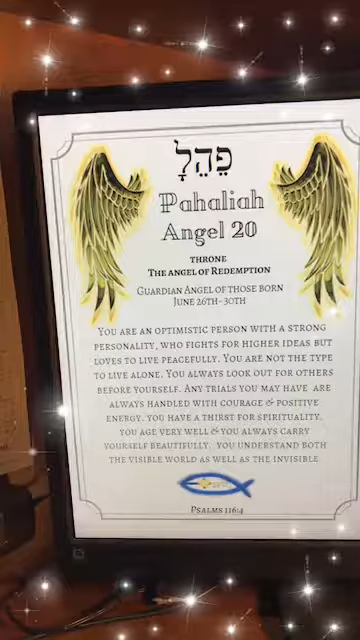 פֵהֵלָ
Pahaliah
Angel 20
THRONE
THE ANGEL OF REDEMPTION
GUARDIAN ANGEL OF THOSE BORN
JUNE 26TH-30TH
YOU ARE AN OPTIMISTIC PERSON WITH A STRONG
PERSONALITY, WHO FIGHTS FOR HIGHER IDEAS BUT
LOVES TO LIVE PEACEFULLY. YOU ARE NOT THE TYPE
TO LIVE ALONE. YOU ALWAYS LOOK OUT FOR OTHERS
BEFORE YOURSELF. ANY TRIALS YOU MAY HAVE ARE
ALWAYS HANDLED WITH COURAGE & POSITIVE
ENERGY. YOU HAVE A THIRST FOR SPIRITUALITY.
YOU AGE VERY WELL & YOU ALWAYS CARRY
YOURSELF BEAUTIFULLY. YOU UNDERSTAND BOTH
THE VISIBLE WORLD AS WELL AS THE INVISIBLE
PSALMS 116:4